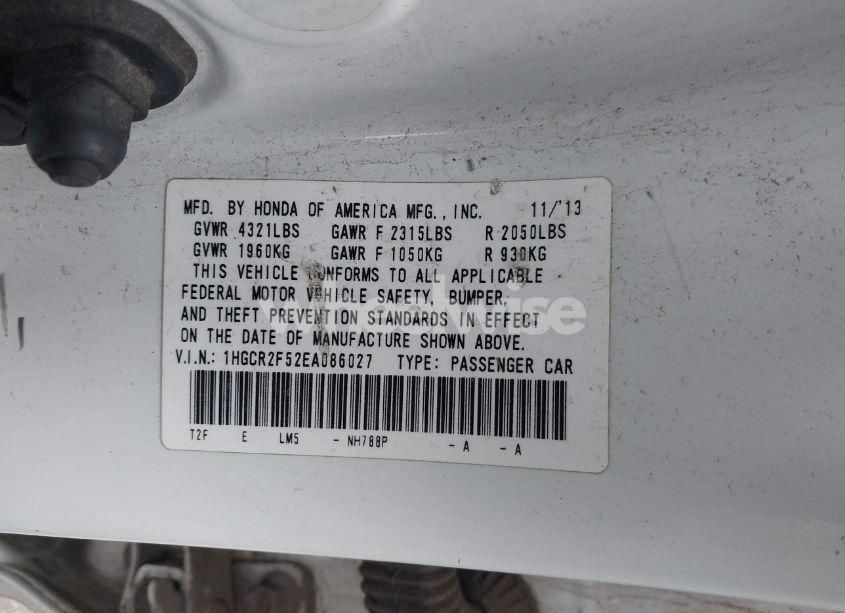 MFD. BY HONDA OF AMERICA MFG., INC. 11/'13
GVWR 4321LBS GAWR F 2315LBS R 2050LBS
GVWR 1960KG GAWR F 1050KG R 930KG
THIS VEHICLE CONFORMS TO ALL APPLICABLE
FEDERAL MOTOR VEHICLE SAFETY, BUMPER,
AND THEFT PREVENTION STANDARDS IN EFFECT
ON THE DATE OF MANUFACTURE SHOWN ABOVE.
V.I.N.: 1HGCR2F52EA086027 TYPE: PASSENGER CAR
T2F E LM5 - NH788P - A - A